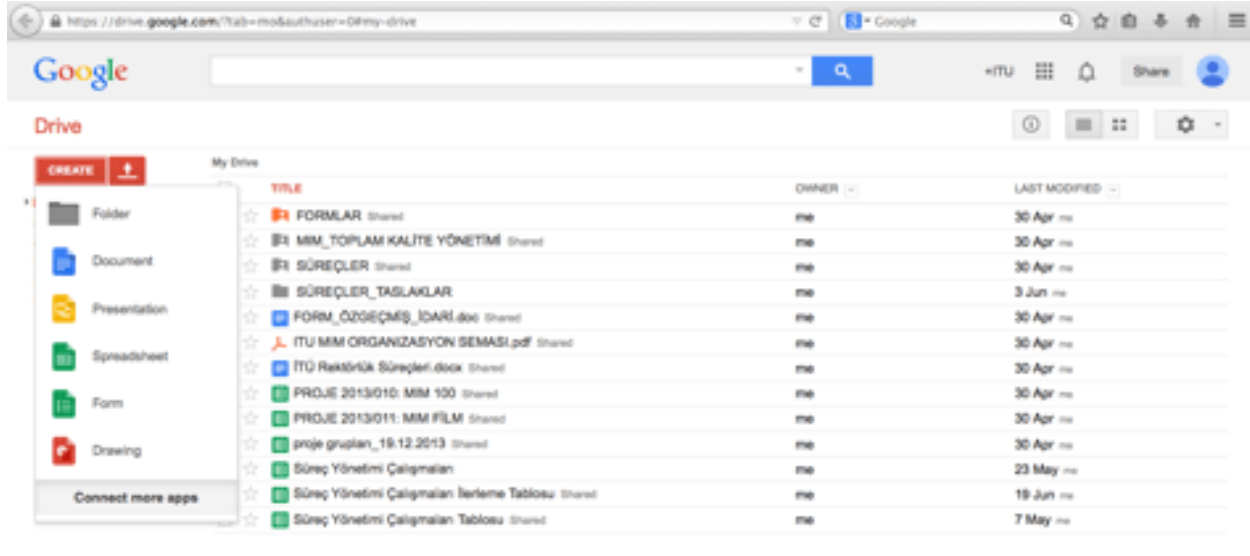 https://drive.google.com/?tab=mo&authuser=0#my-drive Google
Google +ITU Share
Drive
CREATE My Drive
TITLE OWNER LAST MODIFIED
Folder FORMLAR Shared me 30 Apr me
MIM_TOPLAM KALİTE YÖNETİMİ Shared me 30 Apr me
Document SÜREÇLER Shared me 30 Apr me
SÜREÇLER_TASLAKLAR me 3 Jun me
Presentation FORM_ÖZGEÇMİŞ_İDARİ.doc Shared me 30 Apr me
ITU MIM ORGANIZASYON SEMASI.pdf Shared me 30 Apr me
Spreadsheet İTÜ Rektörlük Süreçleri.docx Shared me 30 Apr me
PROJE 2013/010: MIM 100 Shared me 30 Apr me
Form PROJE 2013/011: MIM FİLM Shared me 30 Apr me
Drawing proje grupları_19.12.2013 Shared me 30 Apr me
Süreç Yönetimi Çalışmaları me 23 May me
Connect more apps Süreç Yönetimi Çalışmaları İlerleme Tablosu Shared me 19 Jun me
Süreç Yönetimi Çalışmaları Tablosu Shared me 7 May me